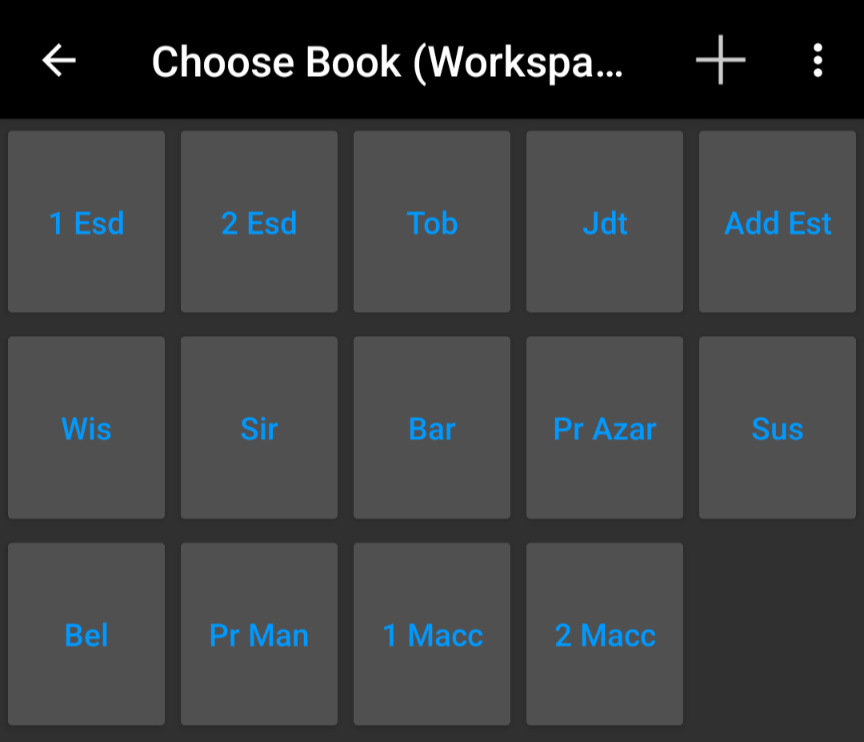 Choose Book (Workspa...
1 Esd
2 Esd
Tob
Jdt
Add Est
Wis
Sir
Bar
Pr Azar
Sus
Bel
Pr Man
1 Macc
2 Macc